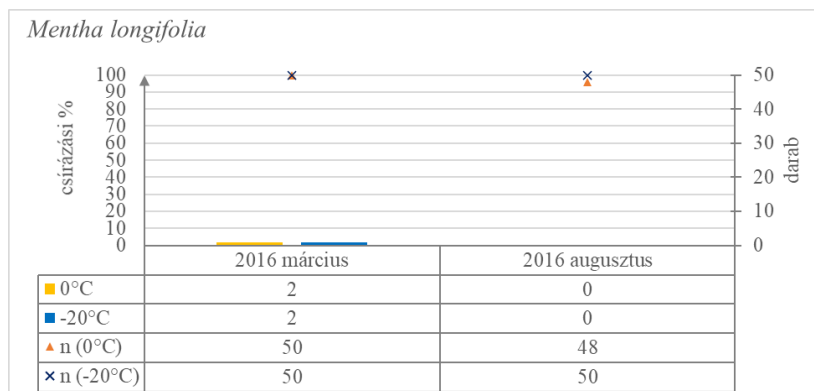 Mentha longifolia
csírázási %
100
90
80
70
60
50
40
30
20
10
0
50
40
30
20
10
0
darab
2016 március 2016 augusztus
0°C 2 0
-20°C 2 0
n (0°C) 50 48
n (-20°C) 50 50